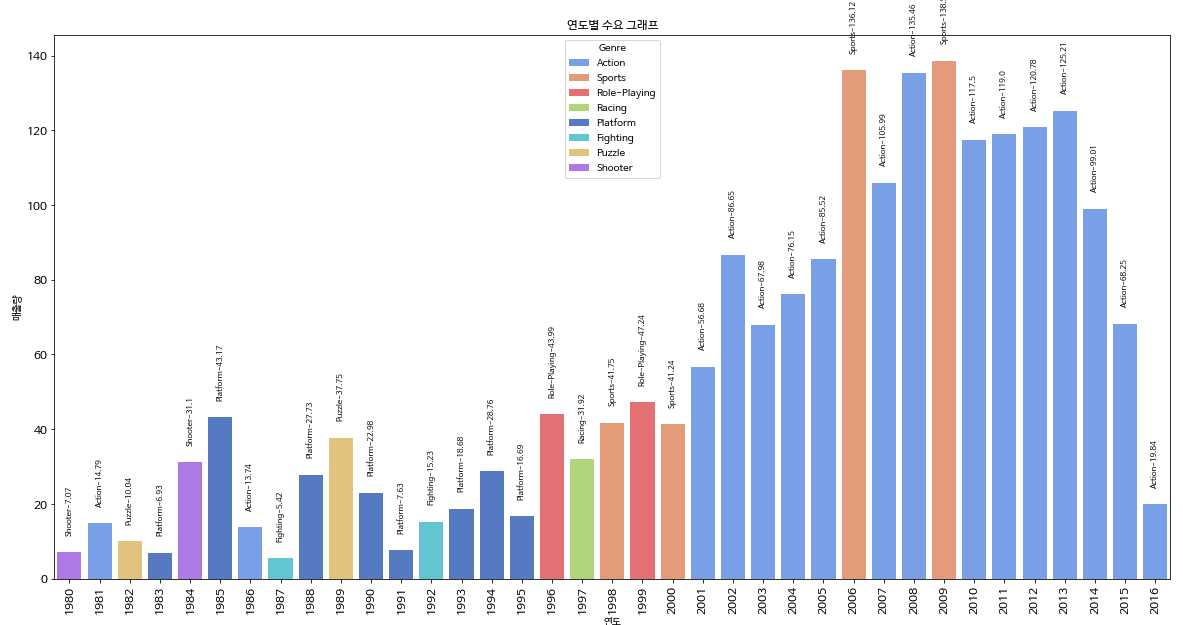 연도별 수요 그래프
Genre
Action
Sports
Role-Playing
Racing
Platform
Fighting
Puzzle
Shooter
매출량
140
120
100
80
60
40
20
0
Shooter-7.07
Action-14.79
Puzzle-10.04
Platform-6.93
Shooter-31.1
Platform-43.17
Action-13.74
Fighting-5.42
Platform-27.73
Puzzle-37.75
Platform-22.98
Platform-7.63
Fighting-15.23
Platform-18.68
Platform-28.76
Platform-16.69
Role-Playing-43.99
Racing-31.92
Sports-41.75
Role-Playing-47.24
Sports-41.24
Action-56.68
Action-86.65
Action-67.98
Action-76.15
Action-85.52
Sports-136.12
Action-105.99
Action-135.46
Sports-138.
Action-117.5
Action-119.0
Action-120.78
Action-125.21
Action-99.01
Action-68.25
Action-19.84
1980
1981
1982
1983
1984
1985
1986
1987
1988
1989
1990
1991
1992
1993
1994
1995
1996
1997
1998
1999
2000
2001
2002
2003
2004
2005
2006
2007
2008
2009
2010
2011
2012
2013
2014
2015
2016
연도